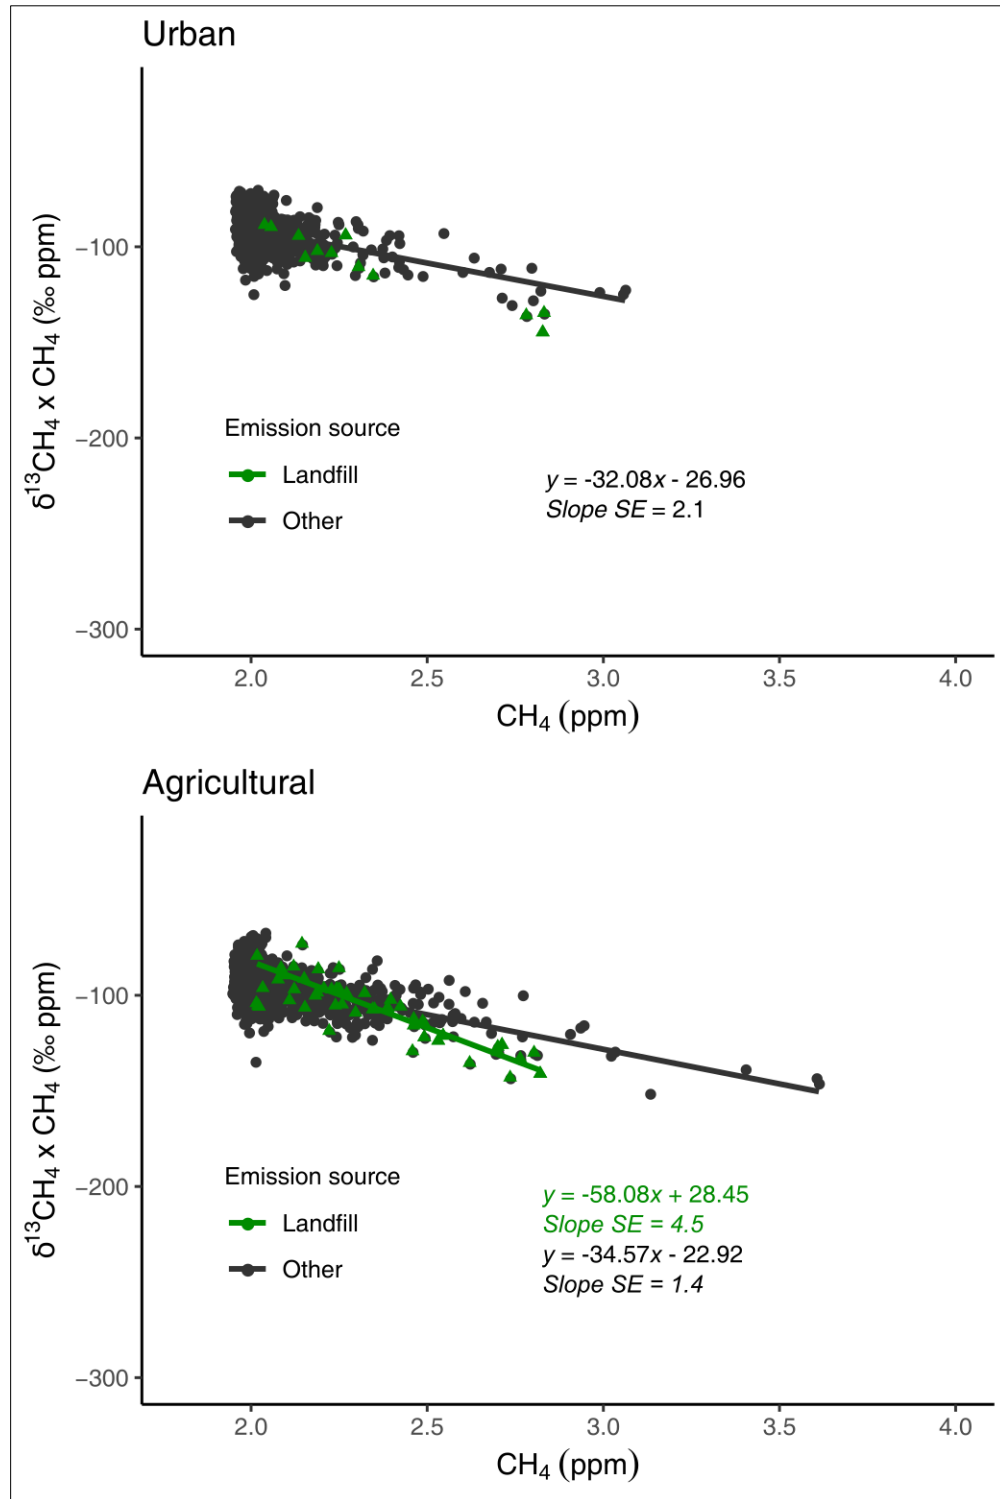 Urban
−100
−200
−300
δ¹³CH₄ x CH₄ (‰ ppm)
Emission source
Landfill
Other
y = -32.08x - 26.96
Slope SE = 2.1
2.0 2.5 3.0 3.5 4.0
CH₄ (ppm)
Agricultural
−100
−200
−300
δ¹³CH₄ x CH₄ (‰ ppm)
Emission source
Landfill
Other
y = -58.08x + 28.45
Slope SE = 4.5
y = -34.57x - 22.92
Slope SE = 1.4
2.0 2.5 3.0 3.5 4.0
CH₄ (ppm)